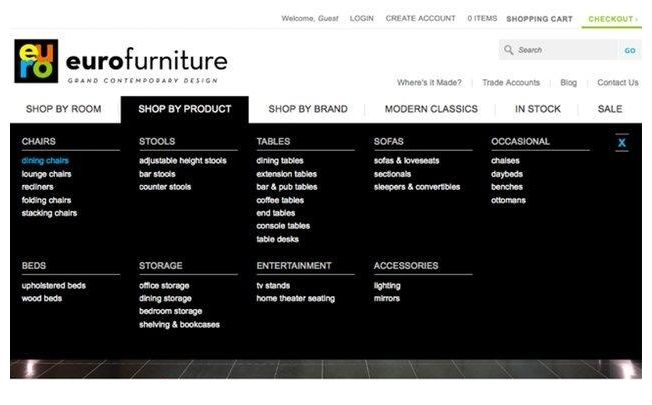 Welcome, Guest LOGIN CREATE ACCOUNT 0 ITEMS SHOPPING CART CHECKOUT ›
euro
eurofurniture
GRAND CONTEMPORARY DESIGN
Search
GO
Where's it Made? Trade Accounts Blog Contact Us
SHOP BY ROOM SHOP BY PRODUCT SHOP BY BRAND MODERN CLASSICS IN STOCK SALE
X
CHAIRS
dining chairs
lounge chairs
recliners
folding chairs
stacking chairs
STOOLS
adjustable height stools
bar stools
counter stools
TABLES
dining tables
extension tables
bar & pub tables
coffee tables
end tables
console tables
table desks
SOFAS
sofas & loveseats
sectionals
sleepers & convertibles
OCCASIONAL
chaises
daybeds
benches
ottomans
BEDS
upholstered beds
wood beds
STORAGE
office storage
dining storage
bedroom storage
shelving & bookcases
ENTERTAINMENT
tv stands
home theater seating
ACCESSORIES
lighting
mirrors